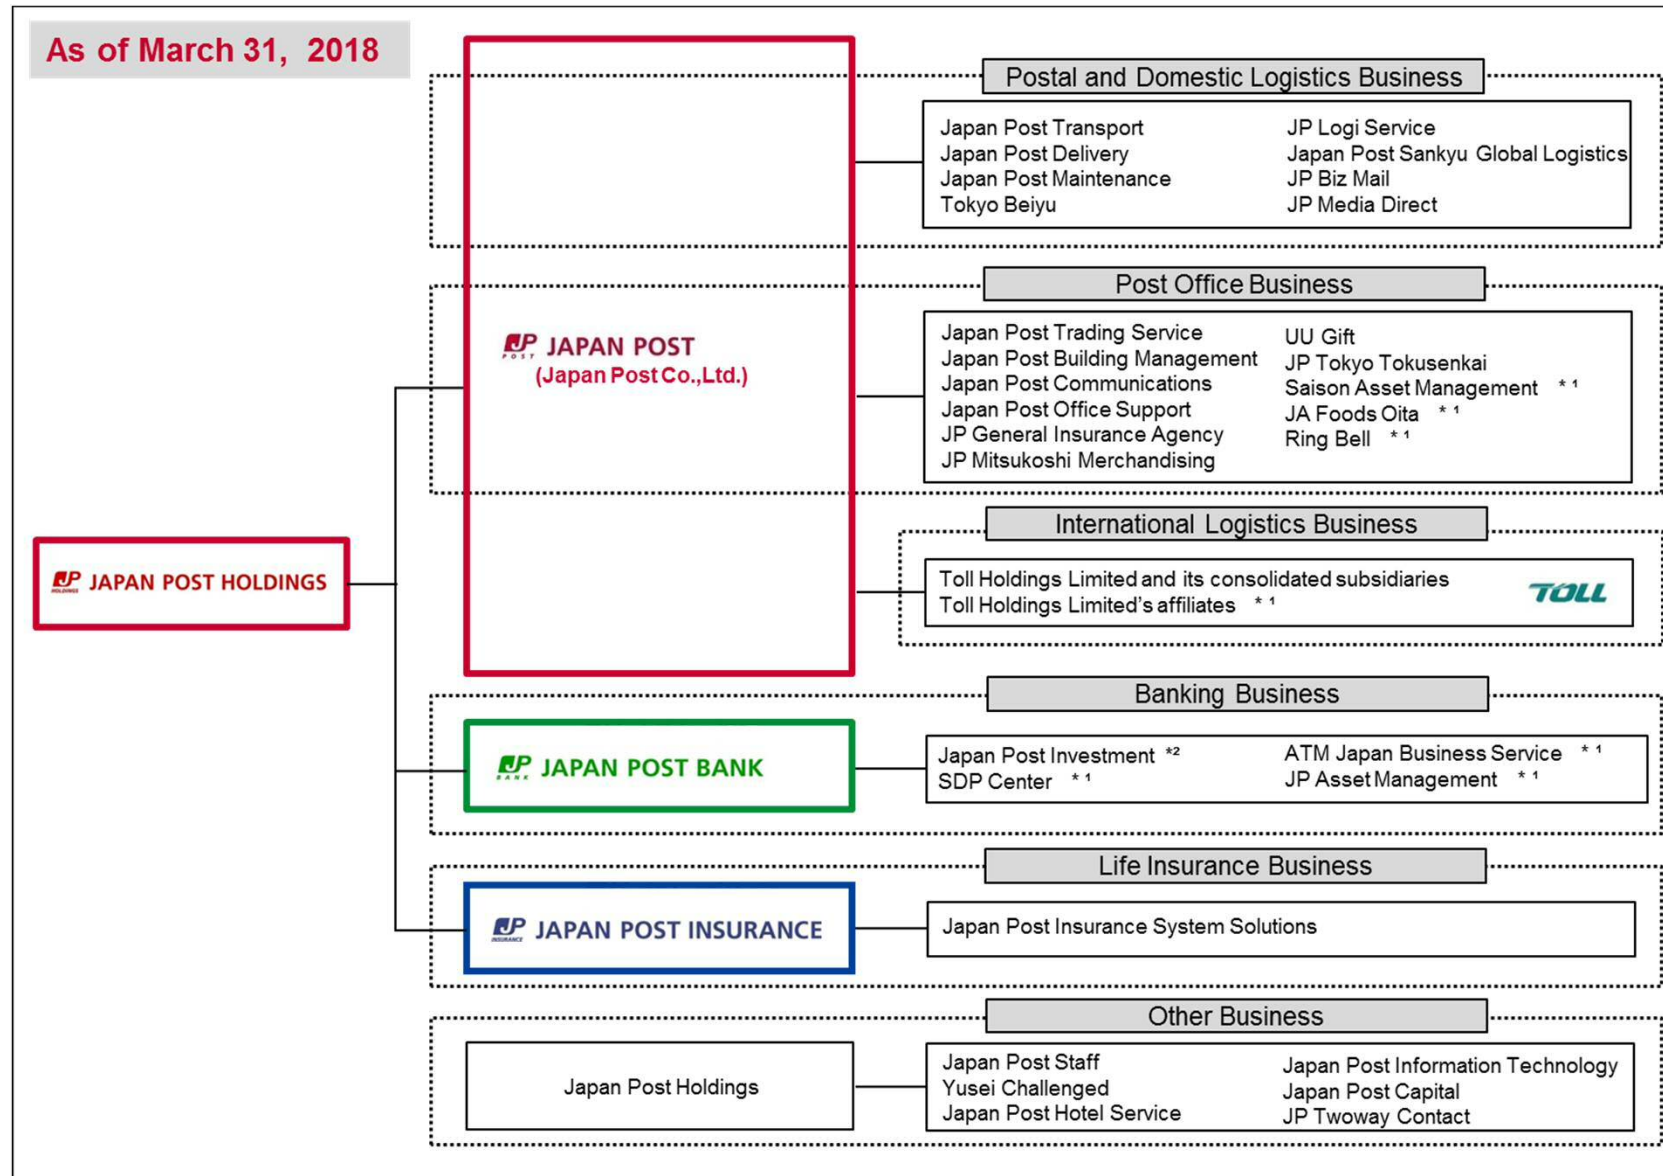 As of March 31, 2018
Postal and Domestic Logistics Business
Japan Post Transport
Japan Post Delivery
Japan Post Maintenance
Tokyo Beiyu
JP Logi Service
Japan Post Sankyu Global Logistics
JP Biz Mail
JP Media Direct
Post Office Business
JP POST JAPAN POST
(Japan Post Co.,Ltd.)
Japan Post Trading Service
Japan Post Building Management
Japan Post Communications
Japan Post Office Support
JP General Insurance Agency
JP Mitsukoshi Merchandising
UU Gift
JP Tokyo Tokusenkai
Saison Asset Management *¹
JA Foods Oita *¹
Ring Bell *¹
International Logistics Business
JP HOLDINGS JAPAN POST HOLDINGS
Toll Holdings Limited and its consolidated subsidiaries
Toll Holdings Limited's affiliates *¹
TOLL
Banking Business
JP BANK JAPAN POST BANK
Japan Post Investment *²
SDP Center *¹
ATM Japan Business Service *¹
JP Asset Management *¹
Life Insurance Business
JP INSURANCE JAPAN POST INSURANCE
Japan Post Insurance System Solutions
Other Business
Japan Post Holdings
Japan Post Staff
Yusei Challenged
Japan Post Hotel Service
Japan Post Information Technology
Japan Post Capital
JP Twoway Contact